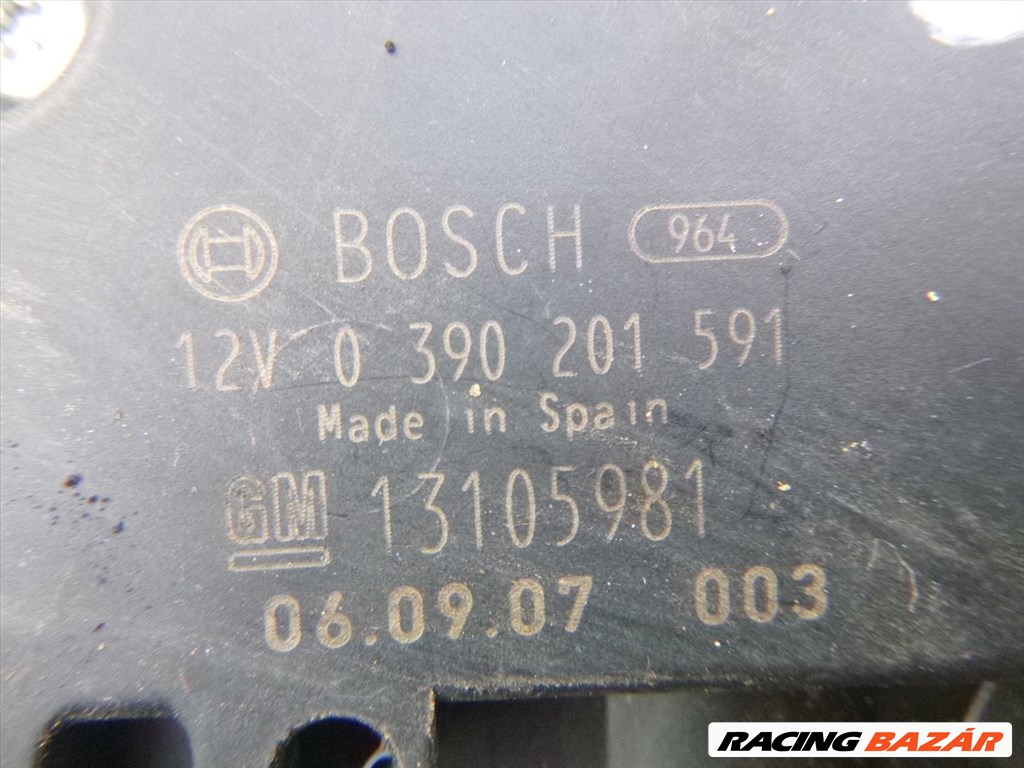 BOSCH 964
12V 0 390 201 591
Made in Spain
GM 13105981
06.09.07 003
RACING BAZÁR